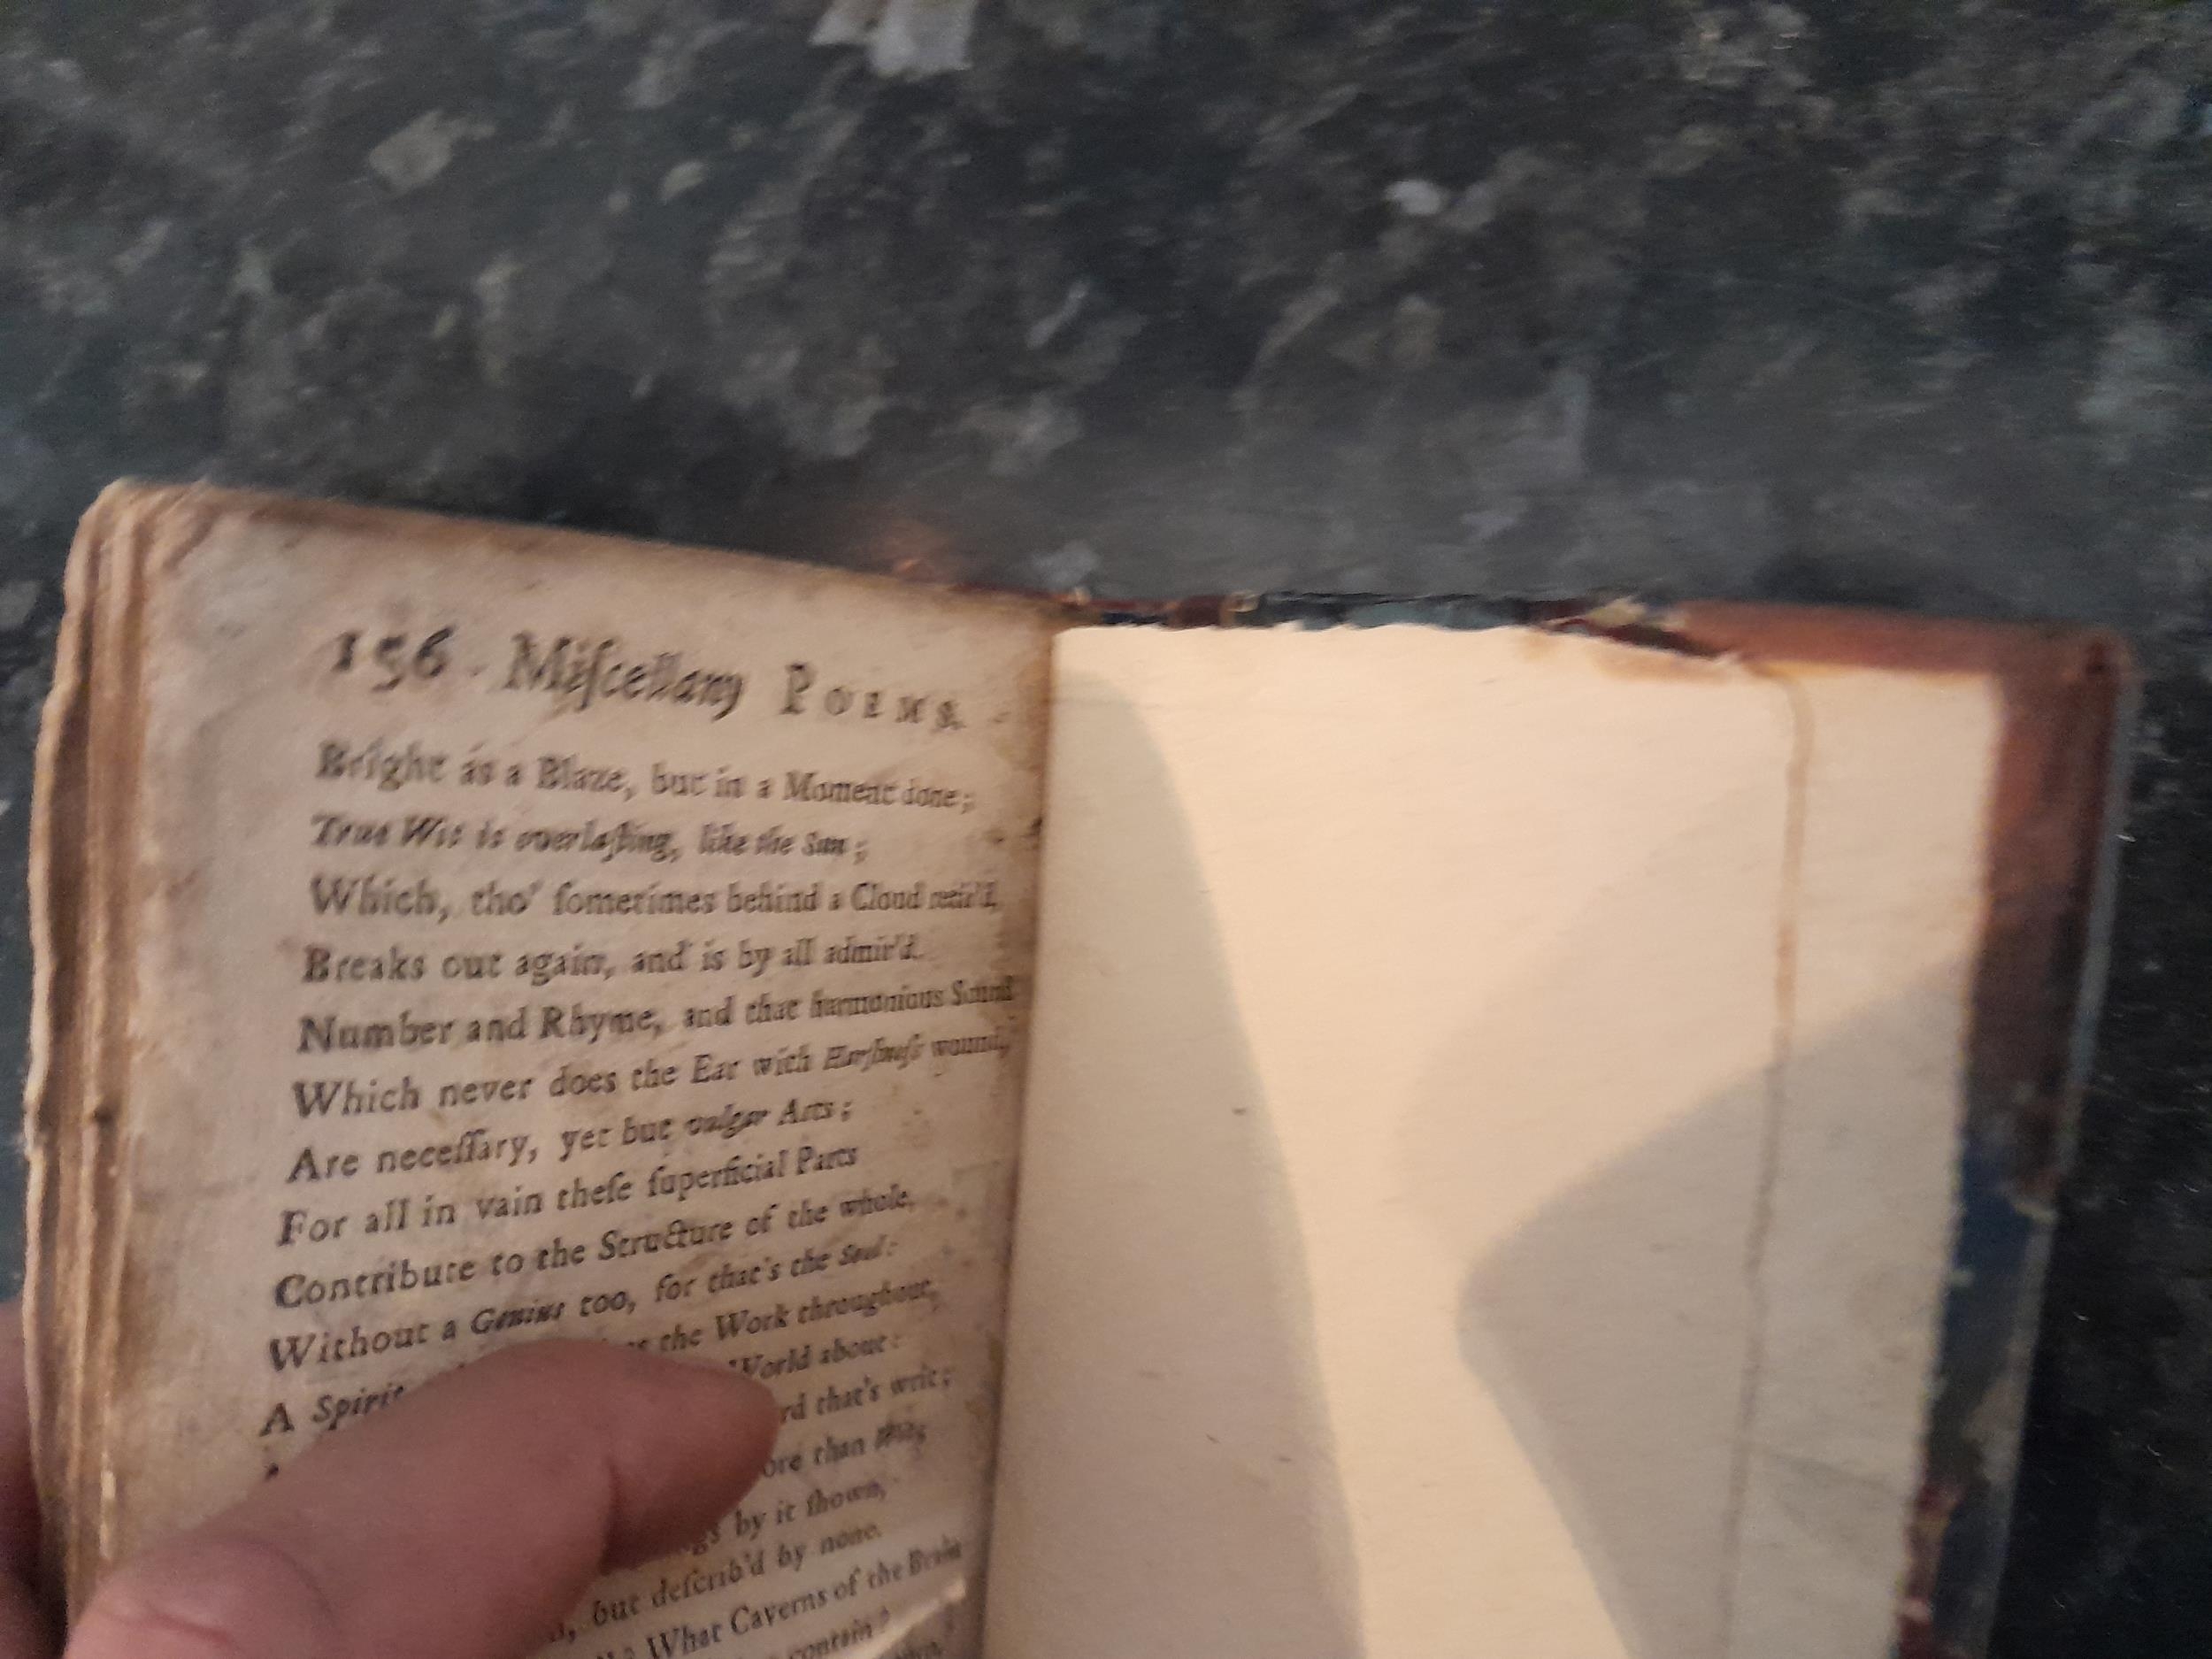 156 Miſcellany POEMS.
Bright as a Blaze, but in a Moment done;
True Wit is everlaſting, like the Sun;
Which, tho' ſometimes behind a Cloud retir'd,
Breaks out again, and is by all admir'd.
Number and Rhyme, and that harmonious Sound
Which never does the Ear with Harſhneſs wound,
Are neceſſary, yet but vulgar Arts;
For all in vain theſe ſuperficial Parts
Contribute to the Structure of the whole,
Without a Genius too, for that's the Soul:
A Spirit the Work throughout,
World about:
that's writ;
than Wit;
by it ſhown,
but deſcrib'd by none.
What Caverns of the Brain
contain?